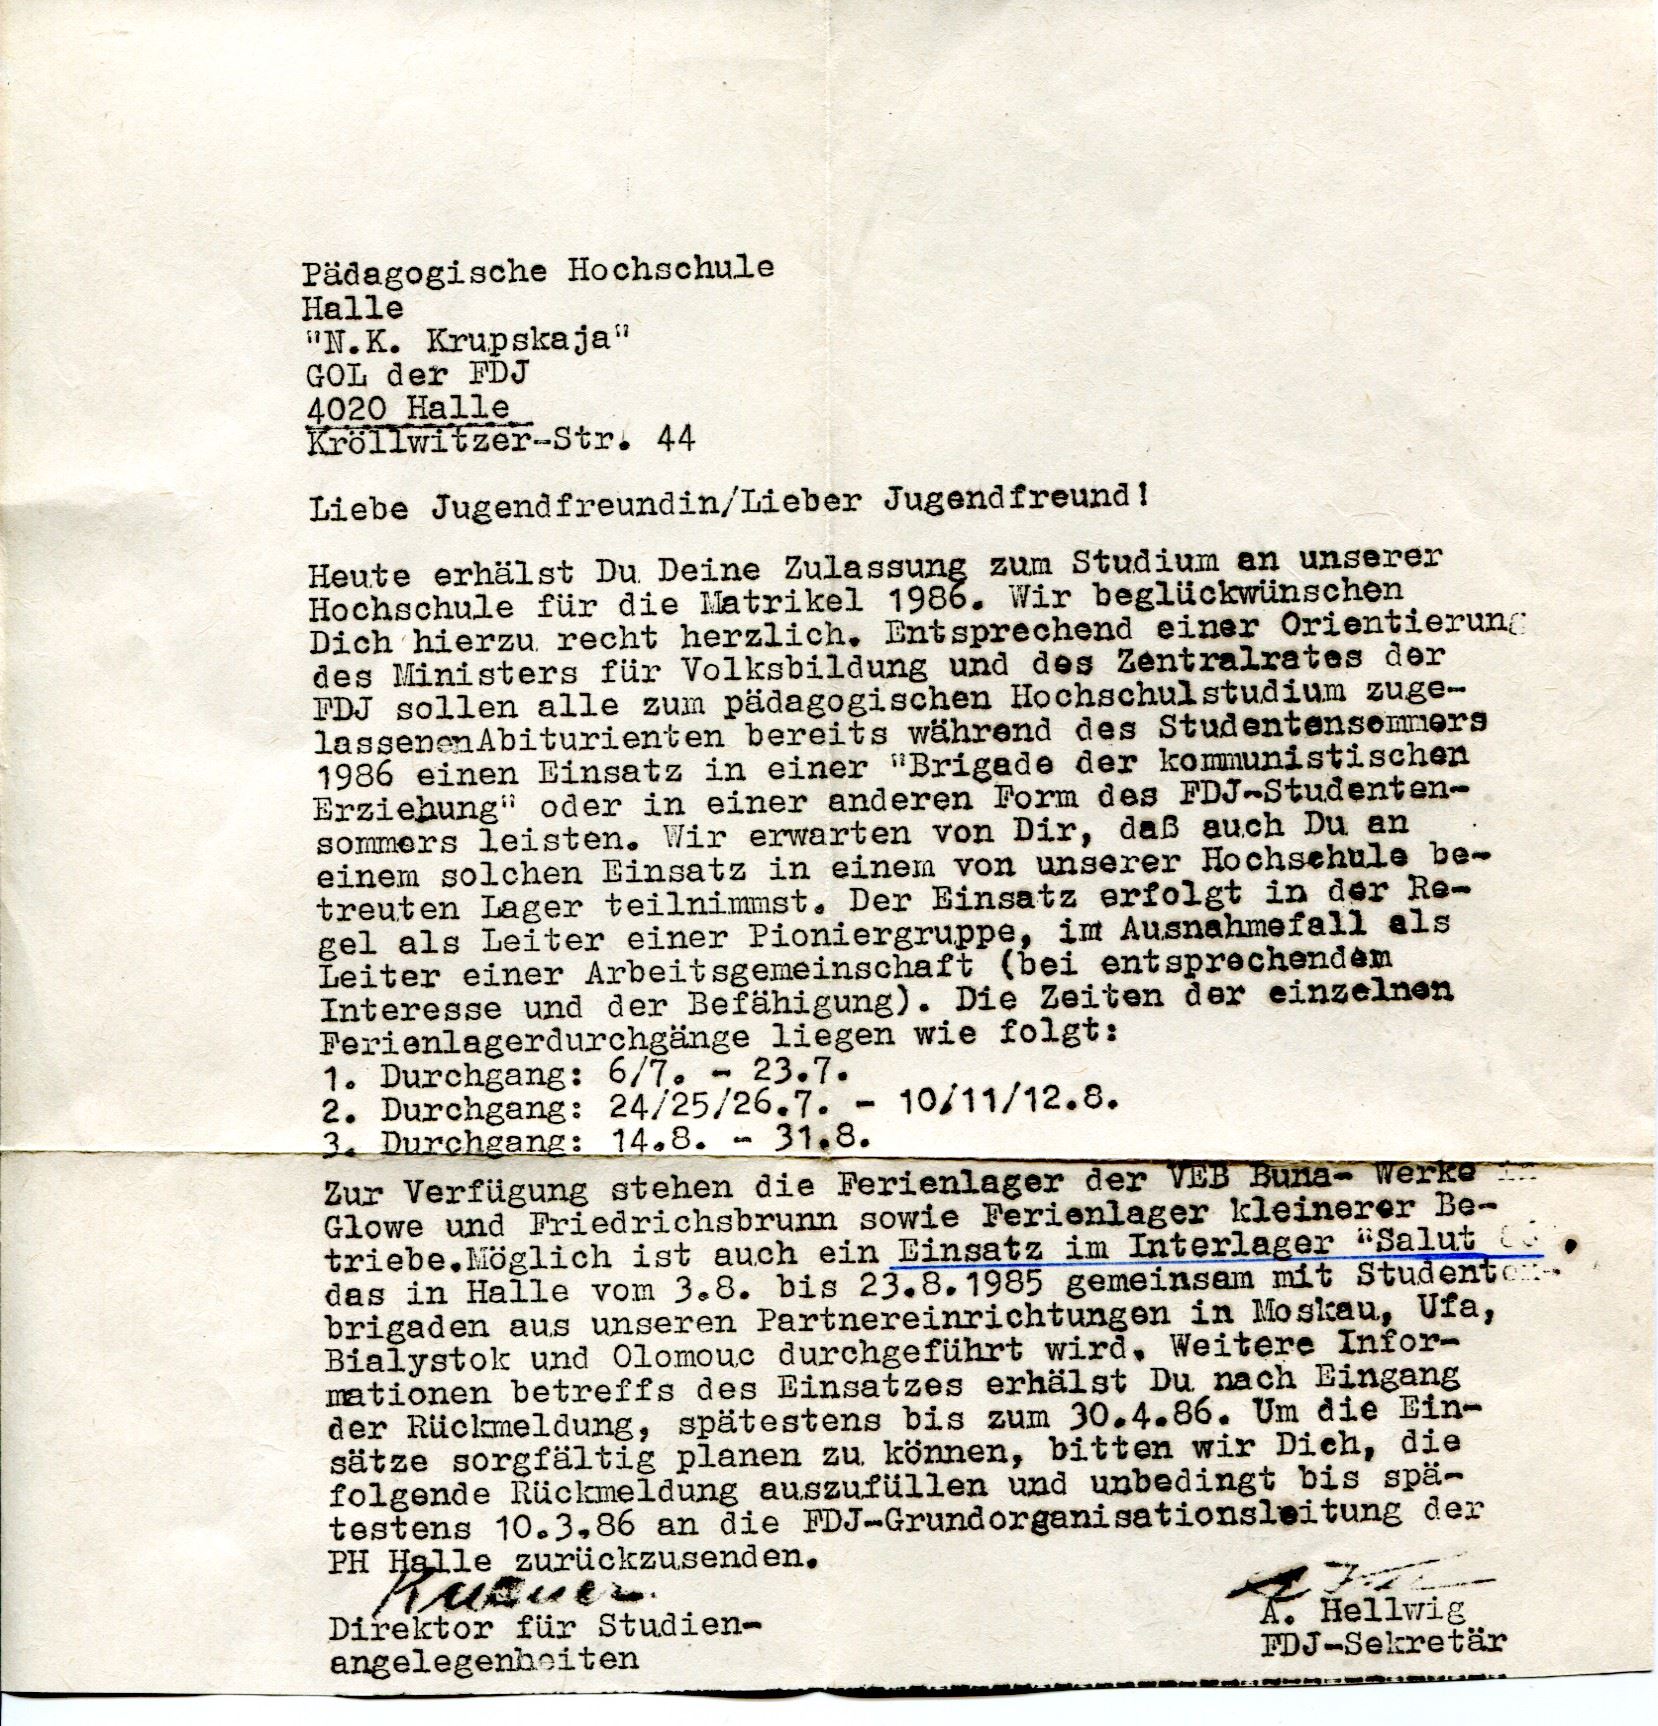 Pädagogische Hochschule
Halle
"N.K. Krupskaja"
GOL der FDJ
4020 Halle
Kröllwitzer-Str. 44
Liebe Jugendfreundin/Lieber Jugendfreund!
Heute erhälst Du Deine Zulassung zum Studium an unserer
Hochschule für die Matrikel 1986. Wir beglückwünschen
Dich hierzu recht herzlich. Entsprechend einer Orientierung
des Ministers für Volksbildung und des Zentralrates der
FDJ sollen alle zum pädagogischen Hochschulstudium zuge-
lassenenAbiturienten bereits während des Studentensommers
1986 einen Einsatz in einer "Brigade der kommunistischen
Erziehung" oder in einer anderen Form des FDJ-Studenten-
sommers leisten. Wir erwarten von Dir, daß auch Du an
einem solchen Einsatz in einem von unserer Hochschule be-
treuten Lager teilnimmst. Der Einsatz erfolgt in der Re-
gel als Leiter einer Pioniergruppe, im Ausnahmefall als
Leiter einer Arbeitsgemeinschaft (bei entsprechendem
Interesse und der Befähigung). Die Zeiten der einzelnen
Ferienlagerdurchgänge liegen wie folgt:
1. Durchgang: 6/7. - 23.7.
2. Durchgang: 24/25/26.7. - 10/11/12.8.
3. Durchgang: 14.8. - 31.8.
Zur Verfügung stehen die Ferienlager der VEB Buna- Werke in
Glowe und Friedrichsbrunn sowie Ferienlager kleinerer Be-
triebe.Möglich ist auch ein Einsatz im Interlager "Salut
das in Halle vom 3.8. bis 23.8.1985 gemeinsam mit Studenten-
brigaden aus unseren Partnereinrichtungen in Moskau, Ufa,
Bialystok und Olomouc durchgeführt wird. Weitere Infor-
mationen betreffs des Einsatzes erhälst Du nach Eingang
der Rückmeldung, spätestens bis zum 30.4.86. Um die Ein-
sätze sorgfältig planen zu können, bitten wir Dich, die
folgende Rückmeldung auszufüllen und unbedingt bis spä-
testens 10.3.86 an die FDJ-Grundorganisationsleitung der
PH Halle zurückzusenden.
Direktor für Studien-
angelegenheiten
A. Hellwig
FDJ-Sekretär